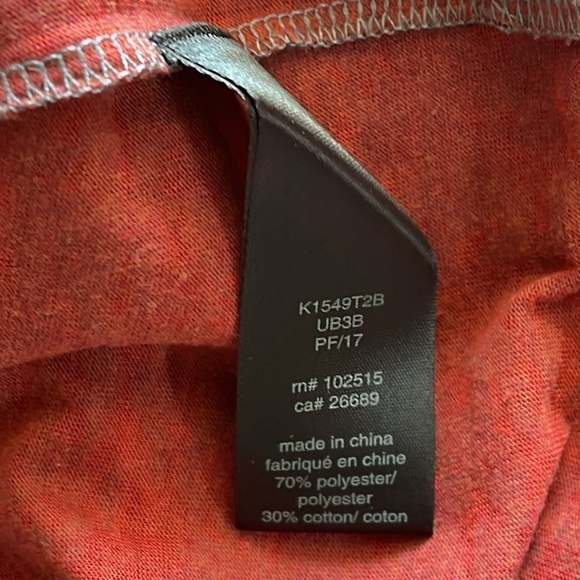 K1549T2B
UB3B
PF/17
rn# 102515
ca# 26689
made in china
fabriqué en chine
70% polyester/
polyester
30% cotton/ coton